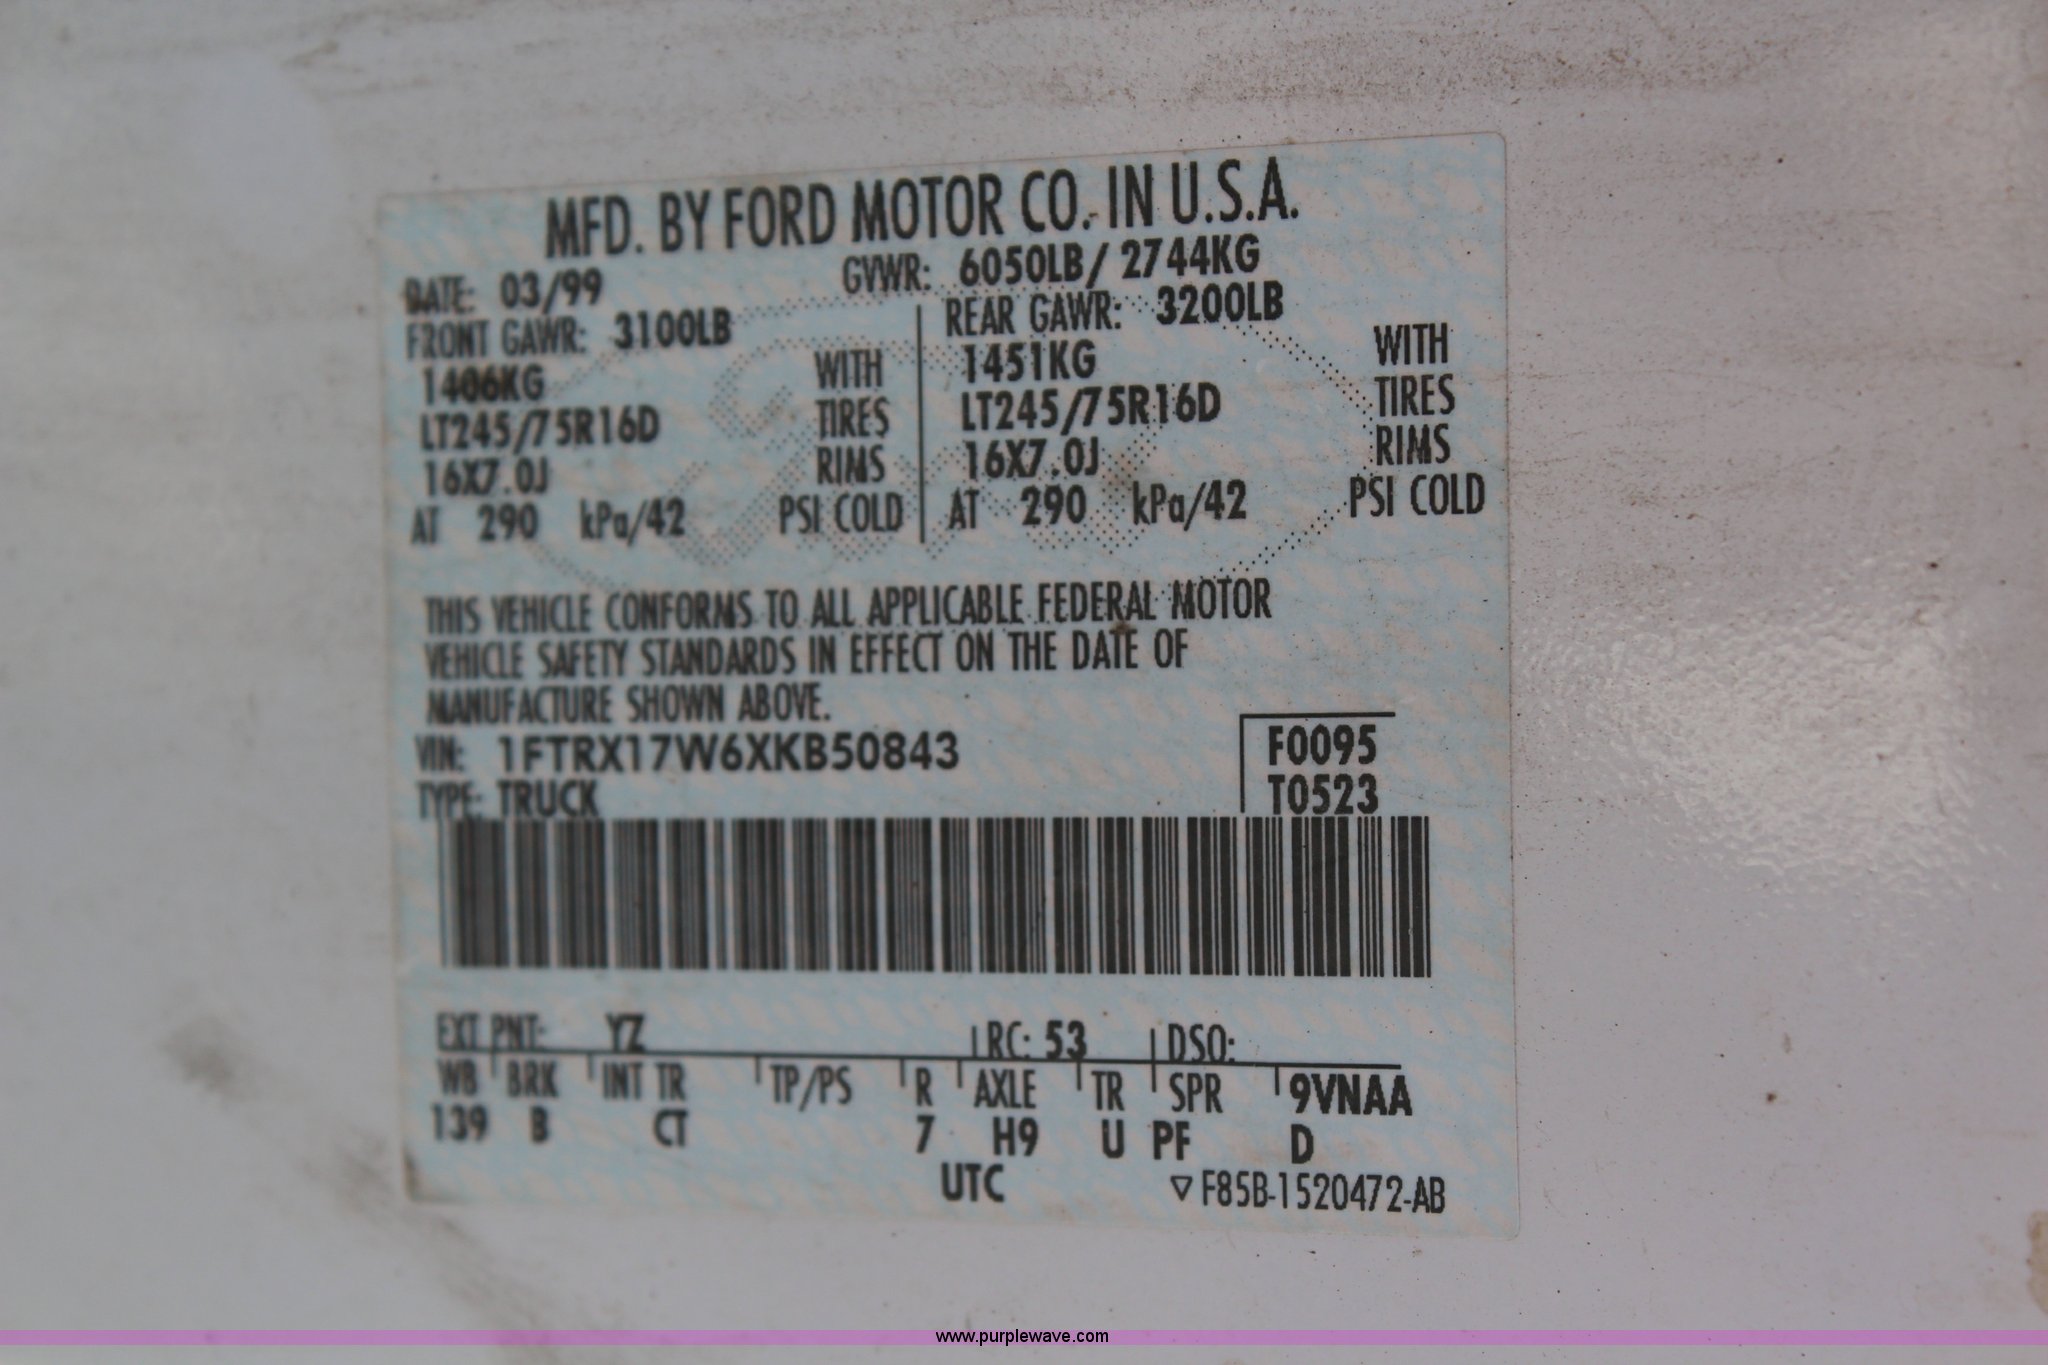 MFD. BY FORD MOTOR CO. IN U.S.A.
DATE: 03/99 GVWR: 6050LB/ 2744KG
FRONT GAWR: 3100LB REAR GAWR: 3200LB
1406KG WITH 1451KG WITH
LT245/75R16D TIRES LT245/75R16D TIRES
16X7.0J RIMS 16X7.0J RIMS
AT 290 kPa/42 PSI COLD AT 290 kPa/42 PSI COLD
THIS VEHICLE CONFORMS TO ALL APPLICABLE FEDERAL MOTOR
VEHICLE SAFETY STANDARDS IN EFFECT ON THE DATE OF
MANUFACTURE SHOWN ABOVE.
VIN: 1FTRX17W6XKB50843 F0095
TYPE: TRUCK T0523
EXT PNT: YZ RC: 53 DSO:
WB BRK INT TR TP/PS R AXLE TR SPR 9VNAA
139 B CT 7 H9 U PF D
UTC ▽ F85B-1520472-AB
www.purplewave.com